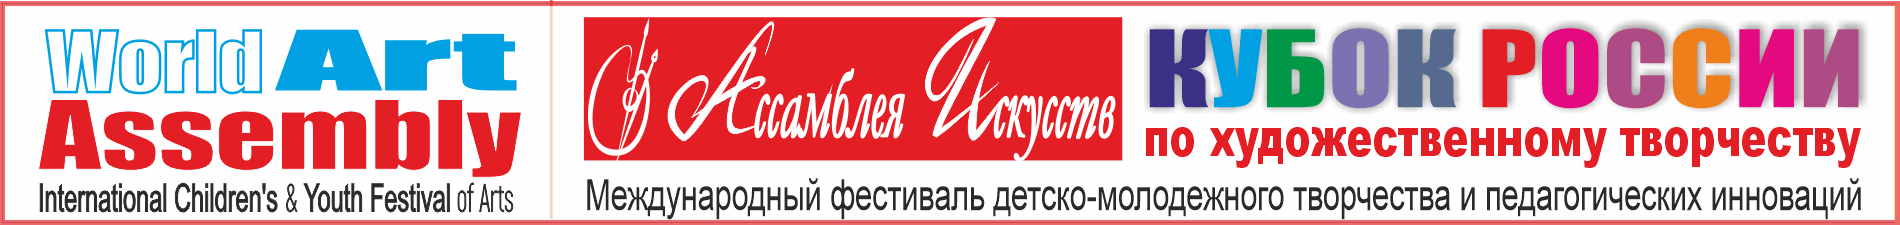 World Art
Assembly
International Children's & Youth Festival of Arts
Ассамблея Искусств
КУБОК РОССИИ
по художественному творчеству
Международный фестиваль детско-молодежного творчества и педагогических инноваций